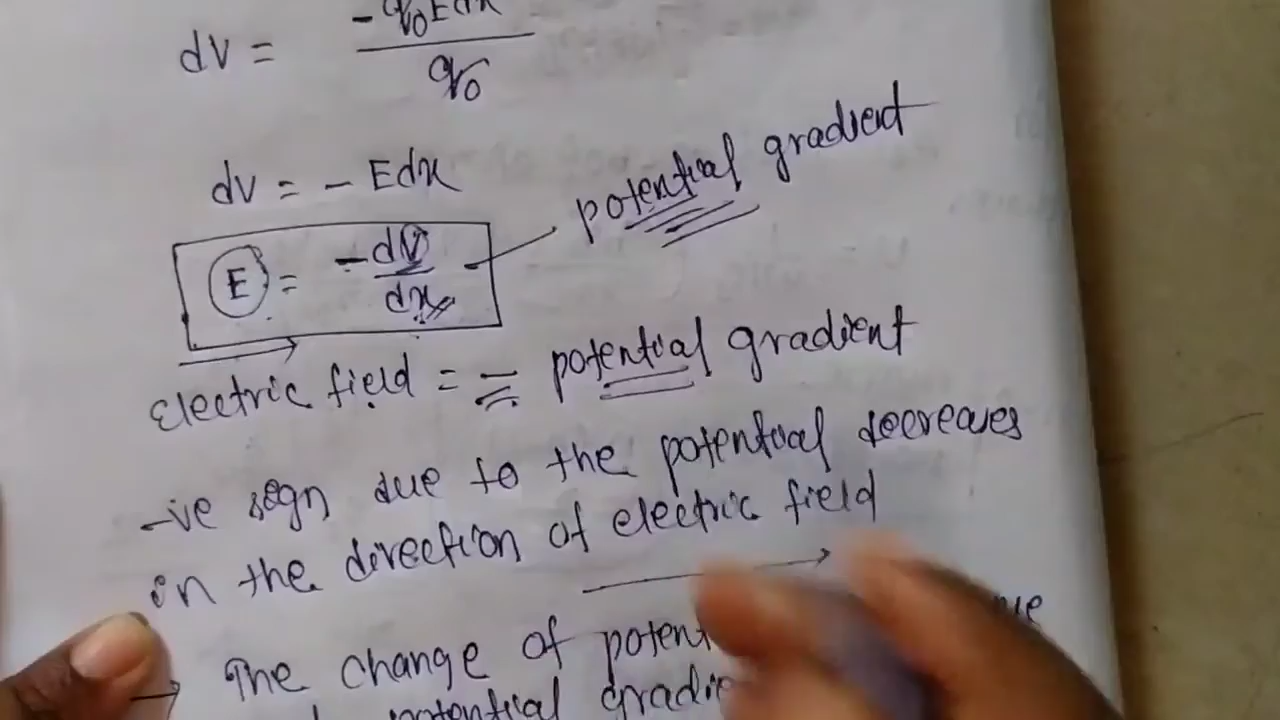 dV = -q₀Edx / q₀
dv = - Edx
potential gradient
E = -dV/dx
Electric field = - potential gradient
-ve sign due to the potential decreases
in the direction of electric field
→ The change of
potential